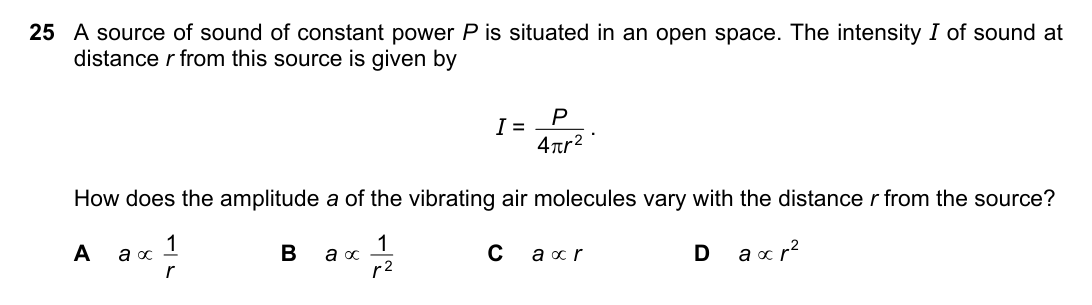 25 A source of sound of constant power P is situated in an open space. The intensity I of sound at
distance r from this source is given by
I = P / 4πr² .
How does the amplitude a of the vibrating air molecules vary with the distance r from the source?
A a ∝ 1/r B a ∝ 1/r² C a ∝ r D a ∝ r²